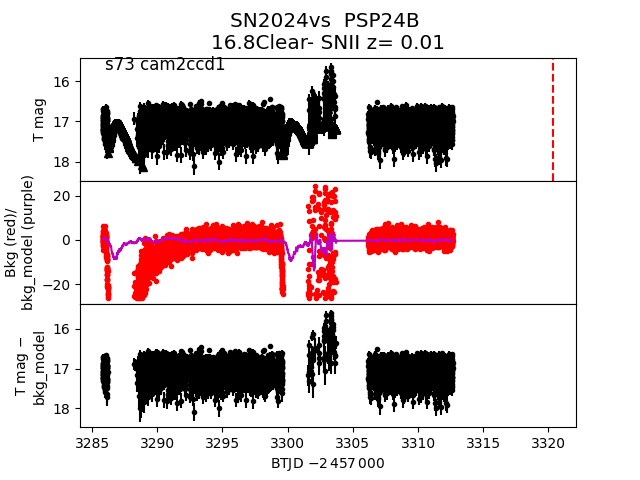 SN2024vs  PSP24B
16.8Clear- SNII z= 0.01
s73 cam2ccd1
16
17
18
T mag
20
0
−20
Bkg (red)/
bkg_model (purple)
16
17
18
T mag −
bkg_model
3285 3290 3295 3300 3305 3310 3315 3320
BTJD −2 457 000